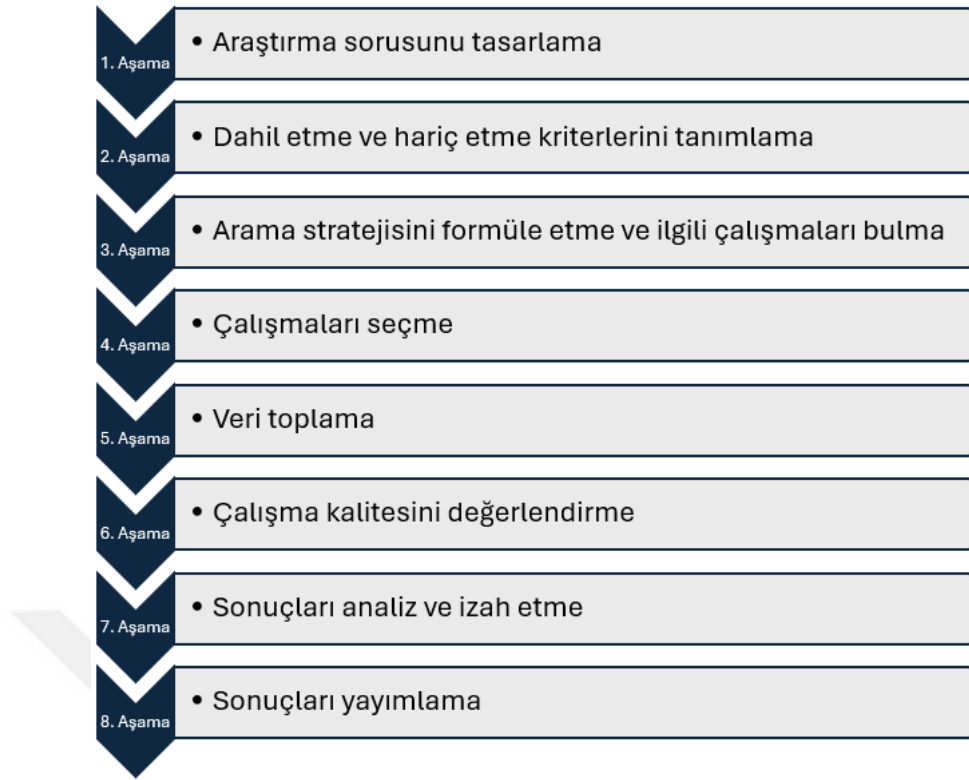 1. Aşama
• Araştırma sorusunu tasarlama
2. Aşama
• Dahil etme ve hariç etme kriterlerini tanımlama
3. Aşama
• Arama stratejisini formüle etme ve ilgili çalışmaları bulma
4. Aşama
• Çalışmaları seçme
5. Aşama
• Veri toplama
6. Aşama
• Çalışma kalitesini değerlendirme
7. Aşama
• Sonuçları analiz ve izah etme
8. Aşama
• Sonuçları yayımlama